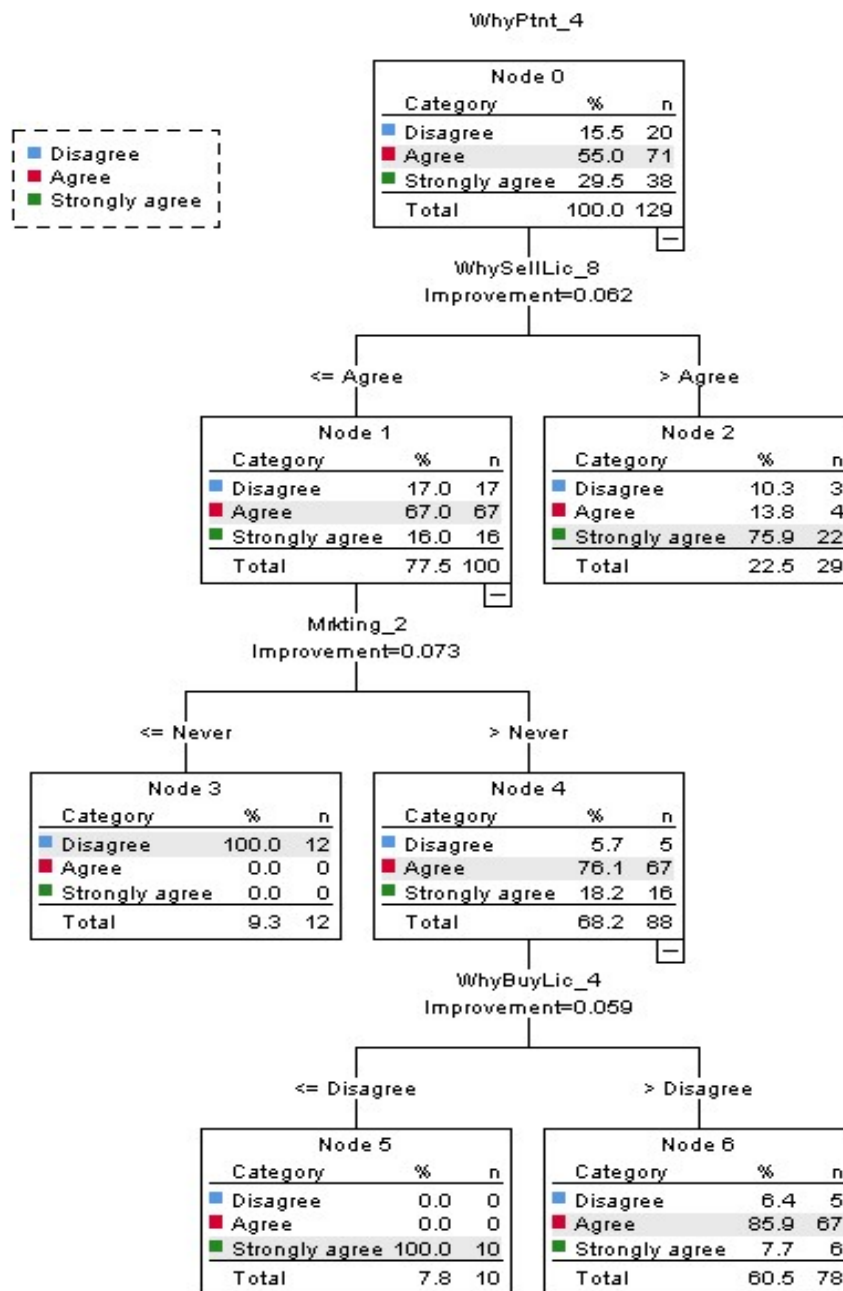 WhyPtnt_4
Disagree
Agree
Strongly agree
Node 0
Category % n
Disagree 15.5 20
Agree 55.0 71
Strongly agree 29.5 38
Total 100.0 129
WhySellLic_8
Improvement=0.062
<= Agree
> Agree
Node 1
Category % n
Disagree 17.0 17
Agree 67.0 67
Strongly agree 16.0 16
Total 77.5 100
Node 2
Category % n
Disagree 10.3 3
Agree 13.8 4
Strongly agree 75.9 22
Total 22.5 29
Mrkting_2
Improvement=0.073
<= Never
> Never
Node 3
Category % n
Disagree 100.0 12
Agree 0.0 0
Strongly agree 0.0 0
Total 9.3 12
Node 4
Category % n
Disagree 5.7 5
Agree 76.1 67
Strongly agree 18.2 16
Total 68.2 88
WhyBuyLic_4
Improvement=0.059
<= Disagree
> Disagree
Node 5
Category % n
Disagree 0.0 0
Agree 0.0 0
Strongly agree 100.0 10
Total 7.8 10
Node 6
Category % n
Disagree 6.4 5
Agree 85.9 67
Strongly agree 7.7 6
Total 60.5 78